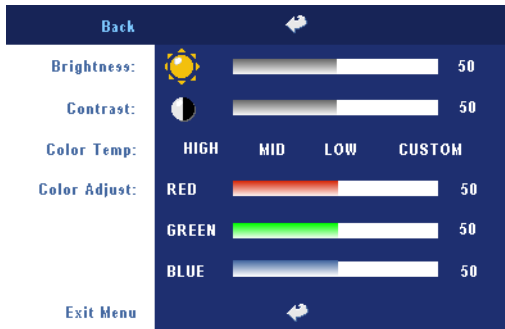 Back
Brightness: 50
Contrast: 50
Color Temp: HIGH MID LOW CUSTOM
Color Adjust: RED 50
GREEN 50
BLUE 50
Exit Menu